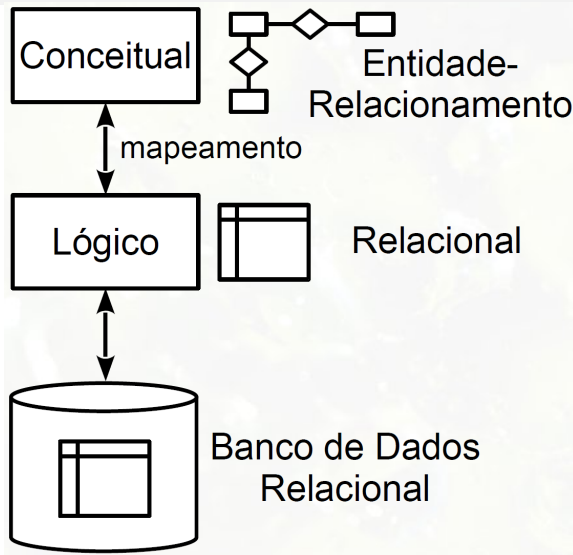 Conceitual
Entidade-
Relacionamento
mapeamento
Lógico
Relacional
Banco de Dados
Relacional